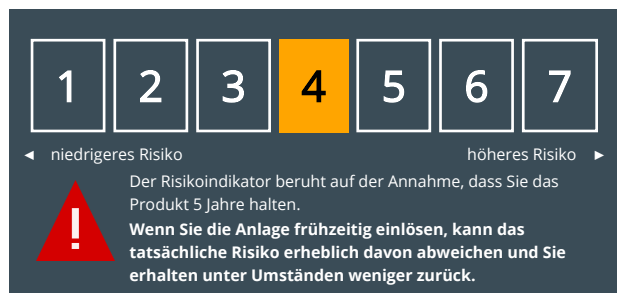 1 2 3 4 5 6 7
◄ niedrigeres Risiko höheres Risiko ►
Der Risikoindikator beruht auf der Annahme, dass Sie das
Produkt 5 Jahre halten.
Wenn Sie die Anlage frühzeitig einlösen, kann das
tatsächliche Risiko erheblich davon abweichen und Sie
erhalten unter Umständen weniger zurück.
!